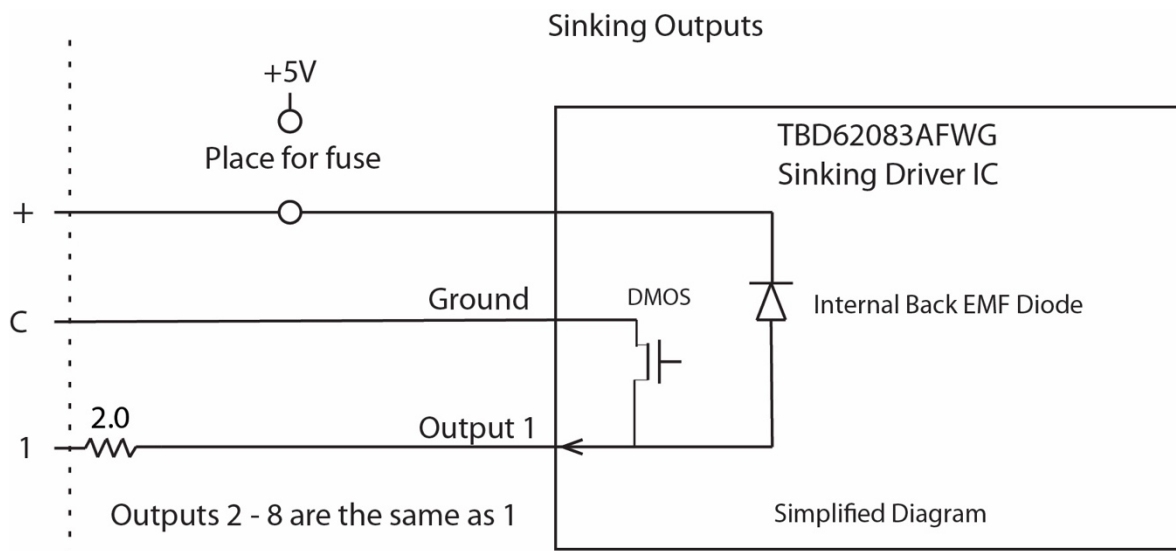 Sinking Outputs
+5V
Place for fuse
TBD62083AFWG
Sinking Driver IC
+
Ground
DMOS
Internal Back EMF Diode
C
2.0
Output 1
1
Outputs 2 - 8 are the same as 1
Simplified Diagram